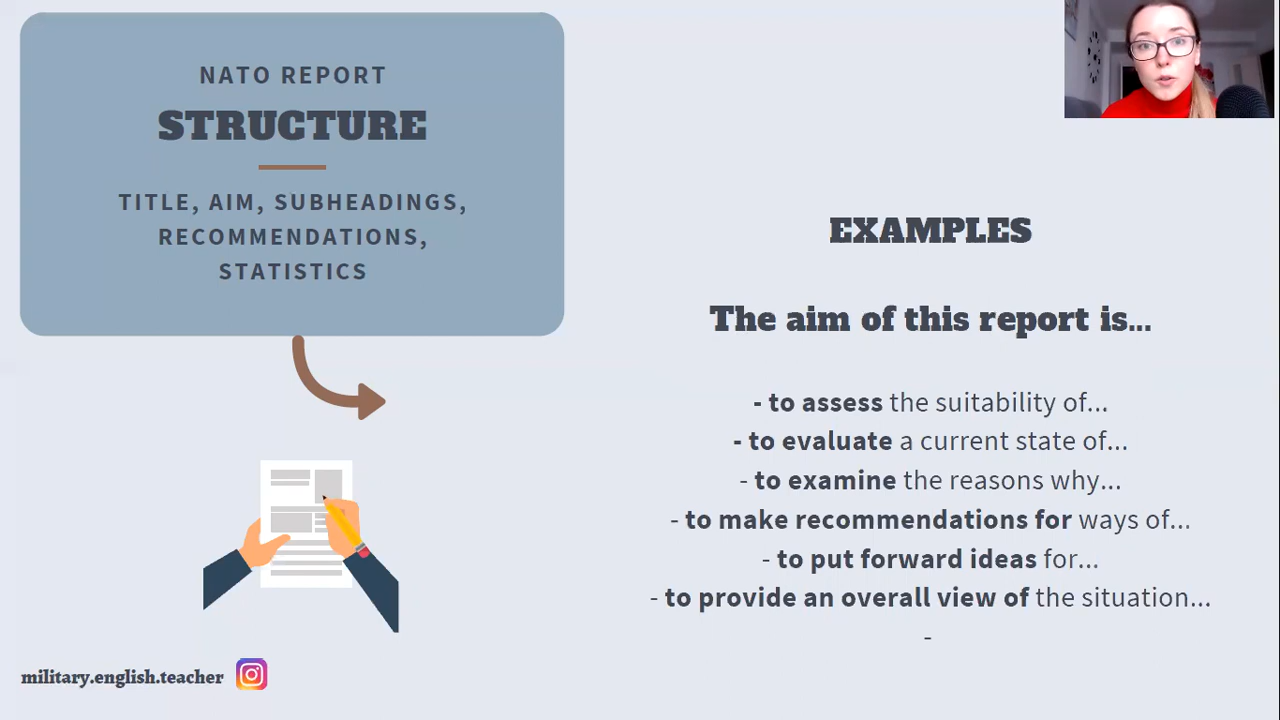 NATO REPORT
STRUCTURE
TITLE, AIM, SUBHEADINGS,
RECOMMENDATIONS,
STATISTICS
EXAMPLES
The aim of this report is...
- to assess the suitability of...
- to evaluate a current state of...
- to examine the reasons why...
- to make recommendations for ways of...
- to put forward ideas for...
- to provide an overall view of the situation...
-
military.english.teacher